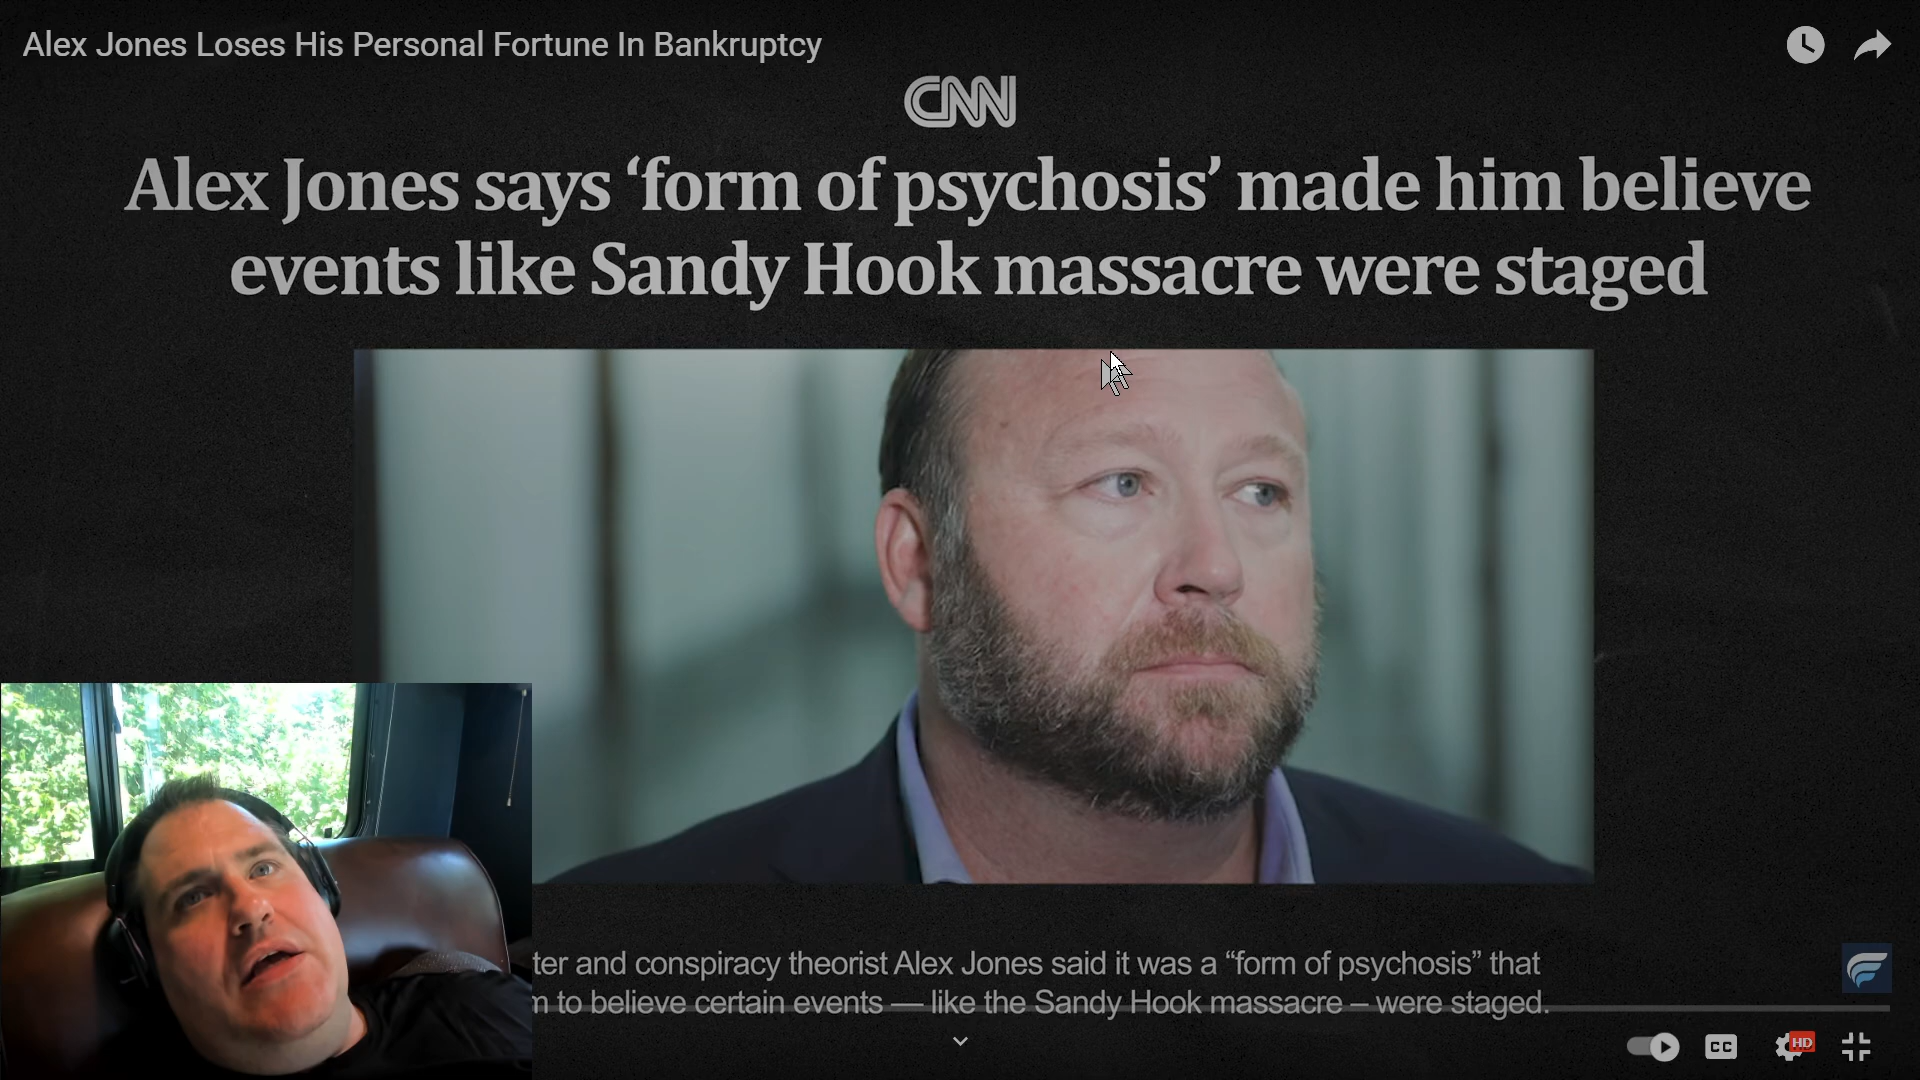 Alex Jones Loses His Personal Fortune In Bankruptcy
CNN
Alex Jones says ‘form of psychosis’ made him believe
events like Sandy Hook massacre were staged
ter and conspiracy theorist Alex Jones said it was a “form of psychosis” that
m to believe certain events — like the Sandy Hook massacre – were staged.
CC
HD